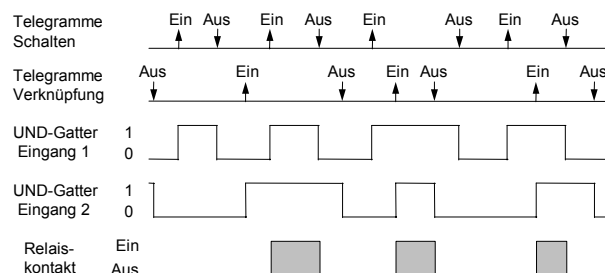 Telegramme Schalten Ein Aus Ein Aus Ein Aus Ein Aus
Telegramme Verknüpfung Aus Ein Aus Ein Aus Ein Aus
UND-Gatter 1
Eingang 1 0
UND-Gatter 1
Eingang 2 0
Relais- Ein
kontakt Aus